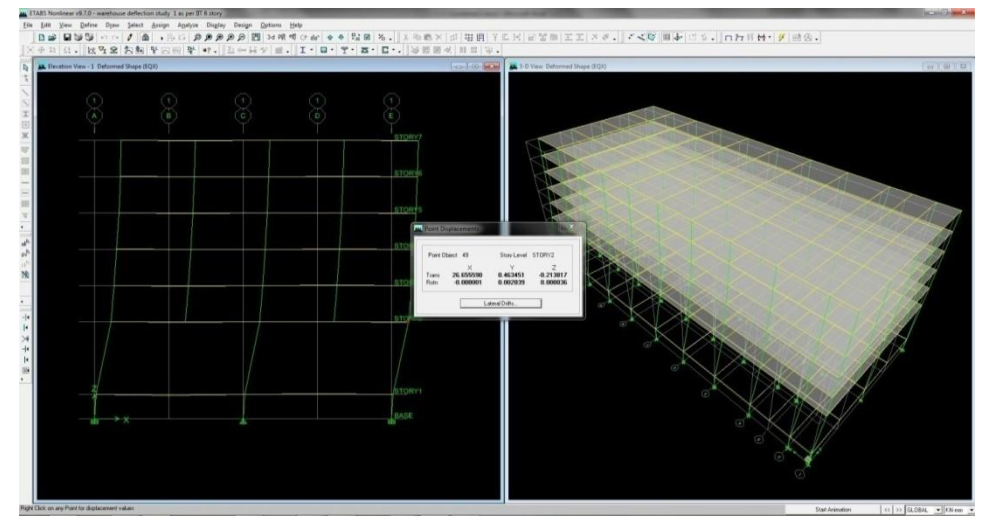 ETABS Nonlinear v9.7.0 - warehouse deflection study 1 as per BT 6 story
File Edit View Define Draw Select Assign Analyze Display Design Options Help
Elevation View - 1 Deformed Shape (EQX)
3-D View Deformed Shape (EQX)
1 1 1 1 1
A B C D E
STORY7
STORY6
STORY5
STORY1
BASE
X
Point Displacements
Point Object 49 Story Level STORY2
X Y Z
Trans 26.655590 0.463451 -0.213817
Rotn -0.000001 0.002039 0.000036
Lateral Drifts...
Right Click on any Point for displacement values
Start Animation << >> GLOBAL KN-mm